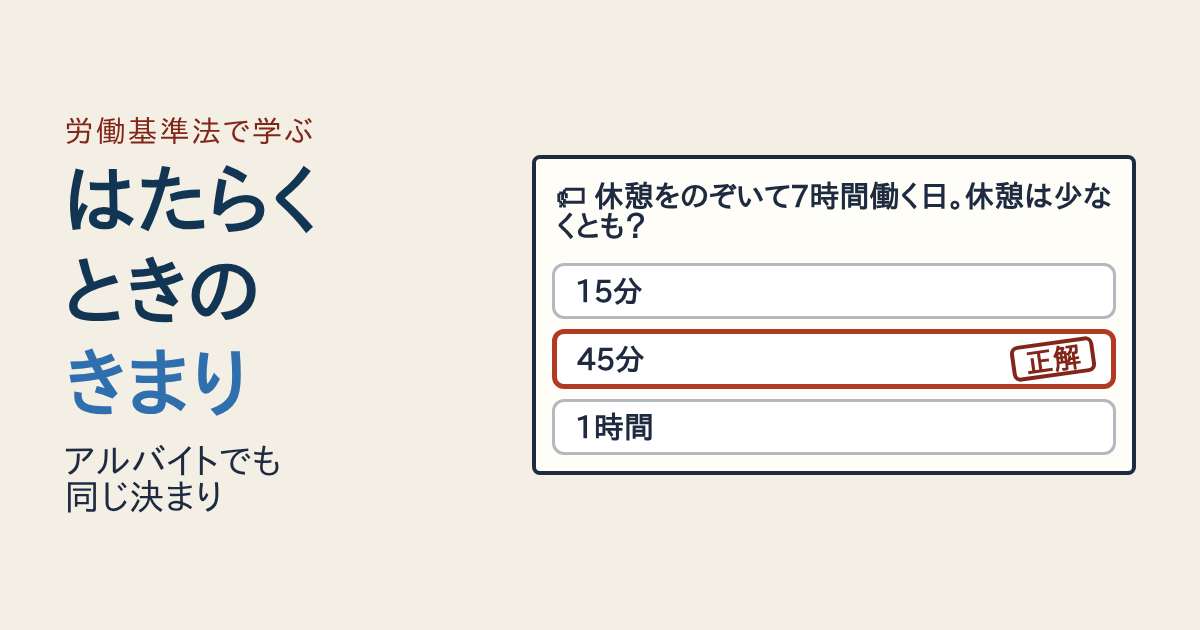 労働基準法で学ぶ
はたらく
ときの
きまり
アルバイトでも
同じ決まり
休憩をのぞいて7時間働く日。休憩は少な
くとも?
15分
45分
正解
1時間